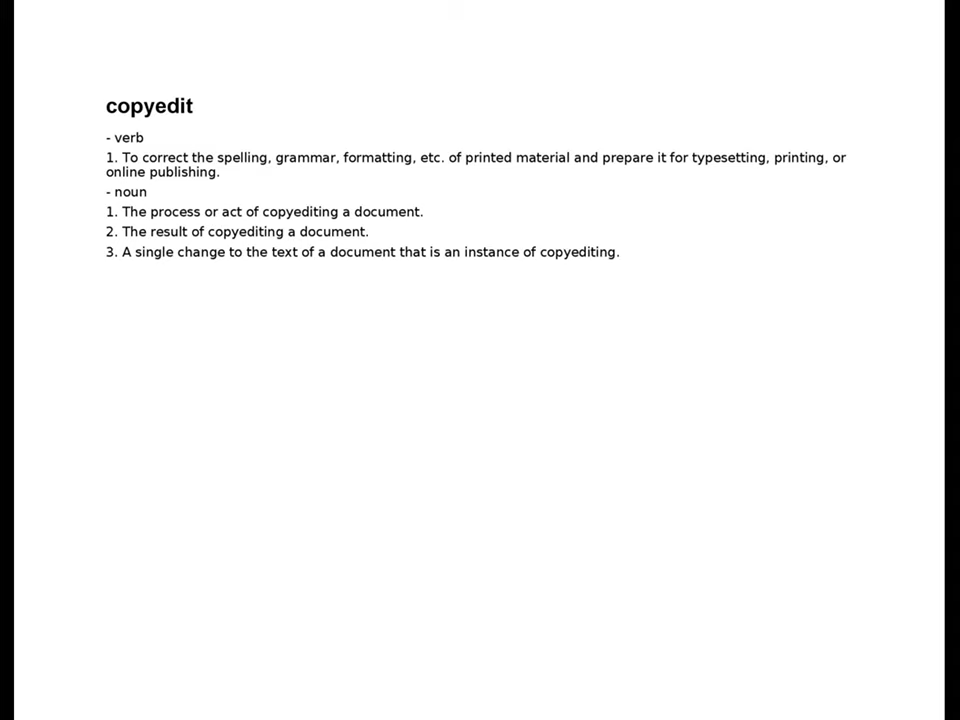 copyedit
- verb
1. To correct the spelling, grammar, formatting, etc. of printed material and prepare it for typesetting, printing, or
online publishing.
- noun
1. The process or act of copyediting a document.
2. The result of copyediting a document.
3. A single change to the text of a document that is an instance of copyediting.